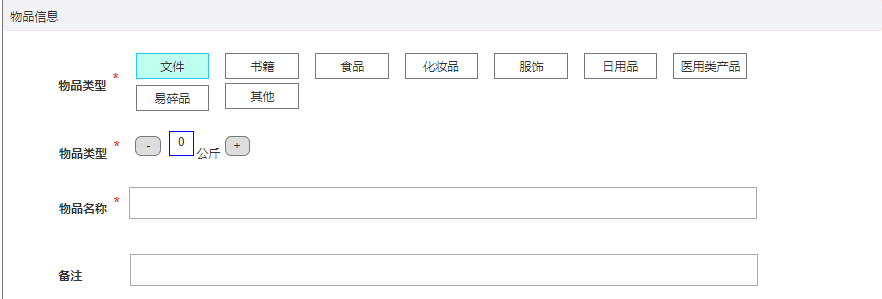 物品信息
物品类型 * 文件 书籍 食品 化妆品 服饰 日用品 医用类产品
易碎品 其他
物品类型 * - 0 公斤 +
物品名称 *
备注